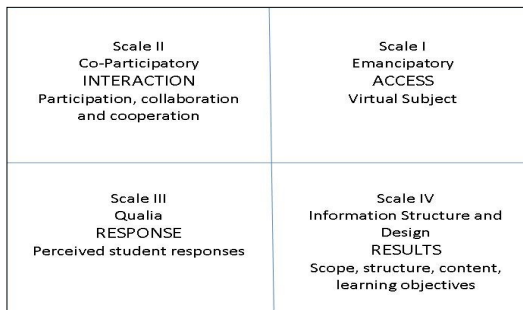 Scale II
Co-Participatory
INTERACTION
Participation, collaboration
and cooperation
Scale I
Emancipatory
ACCESS
Virtual Subject
Scale III
Qualia
RESPONSE
Perceived student responses
Scale IV
Information Structure and
Design
RESULTS
Scope, structure, content,
learning objectives